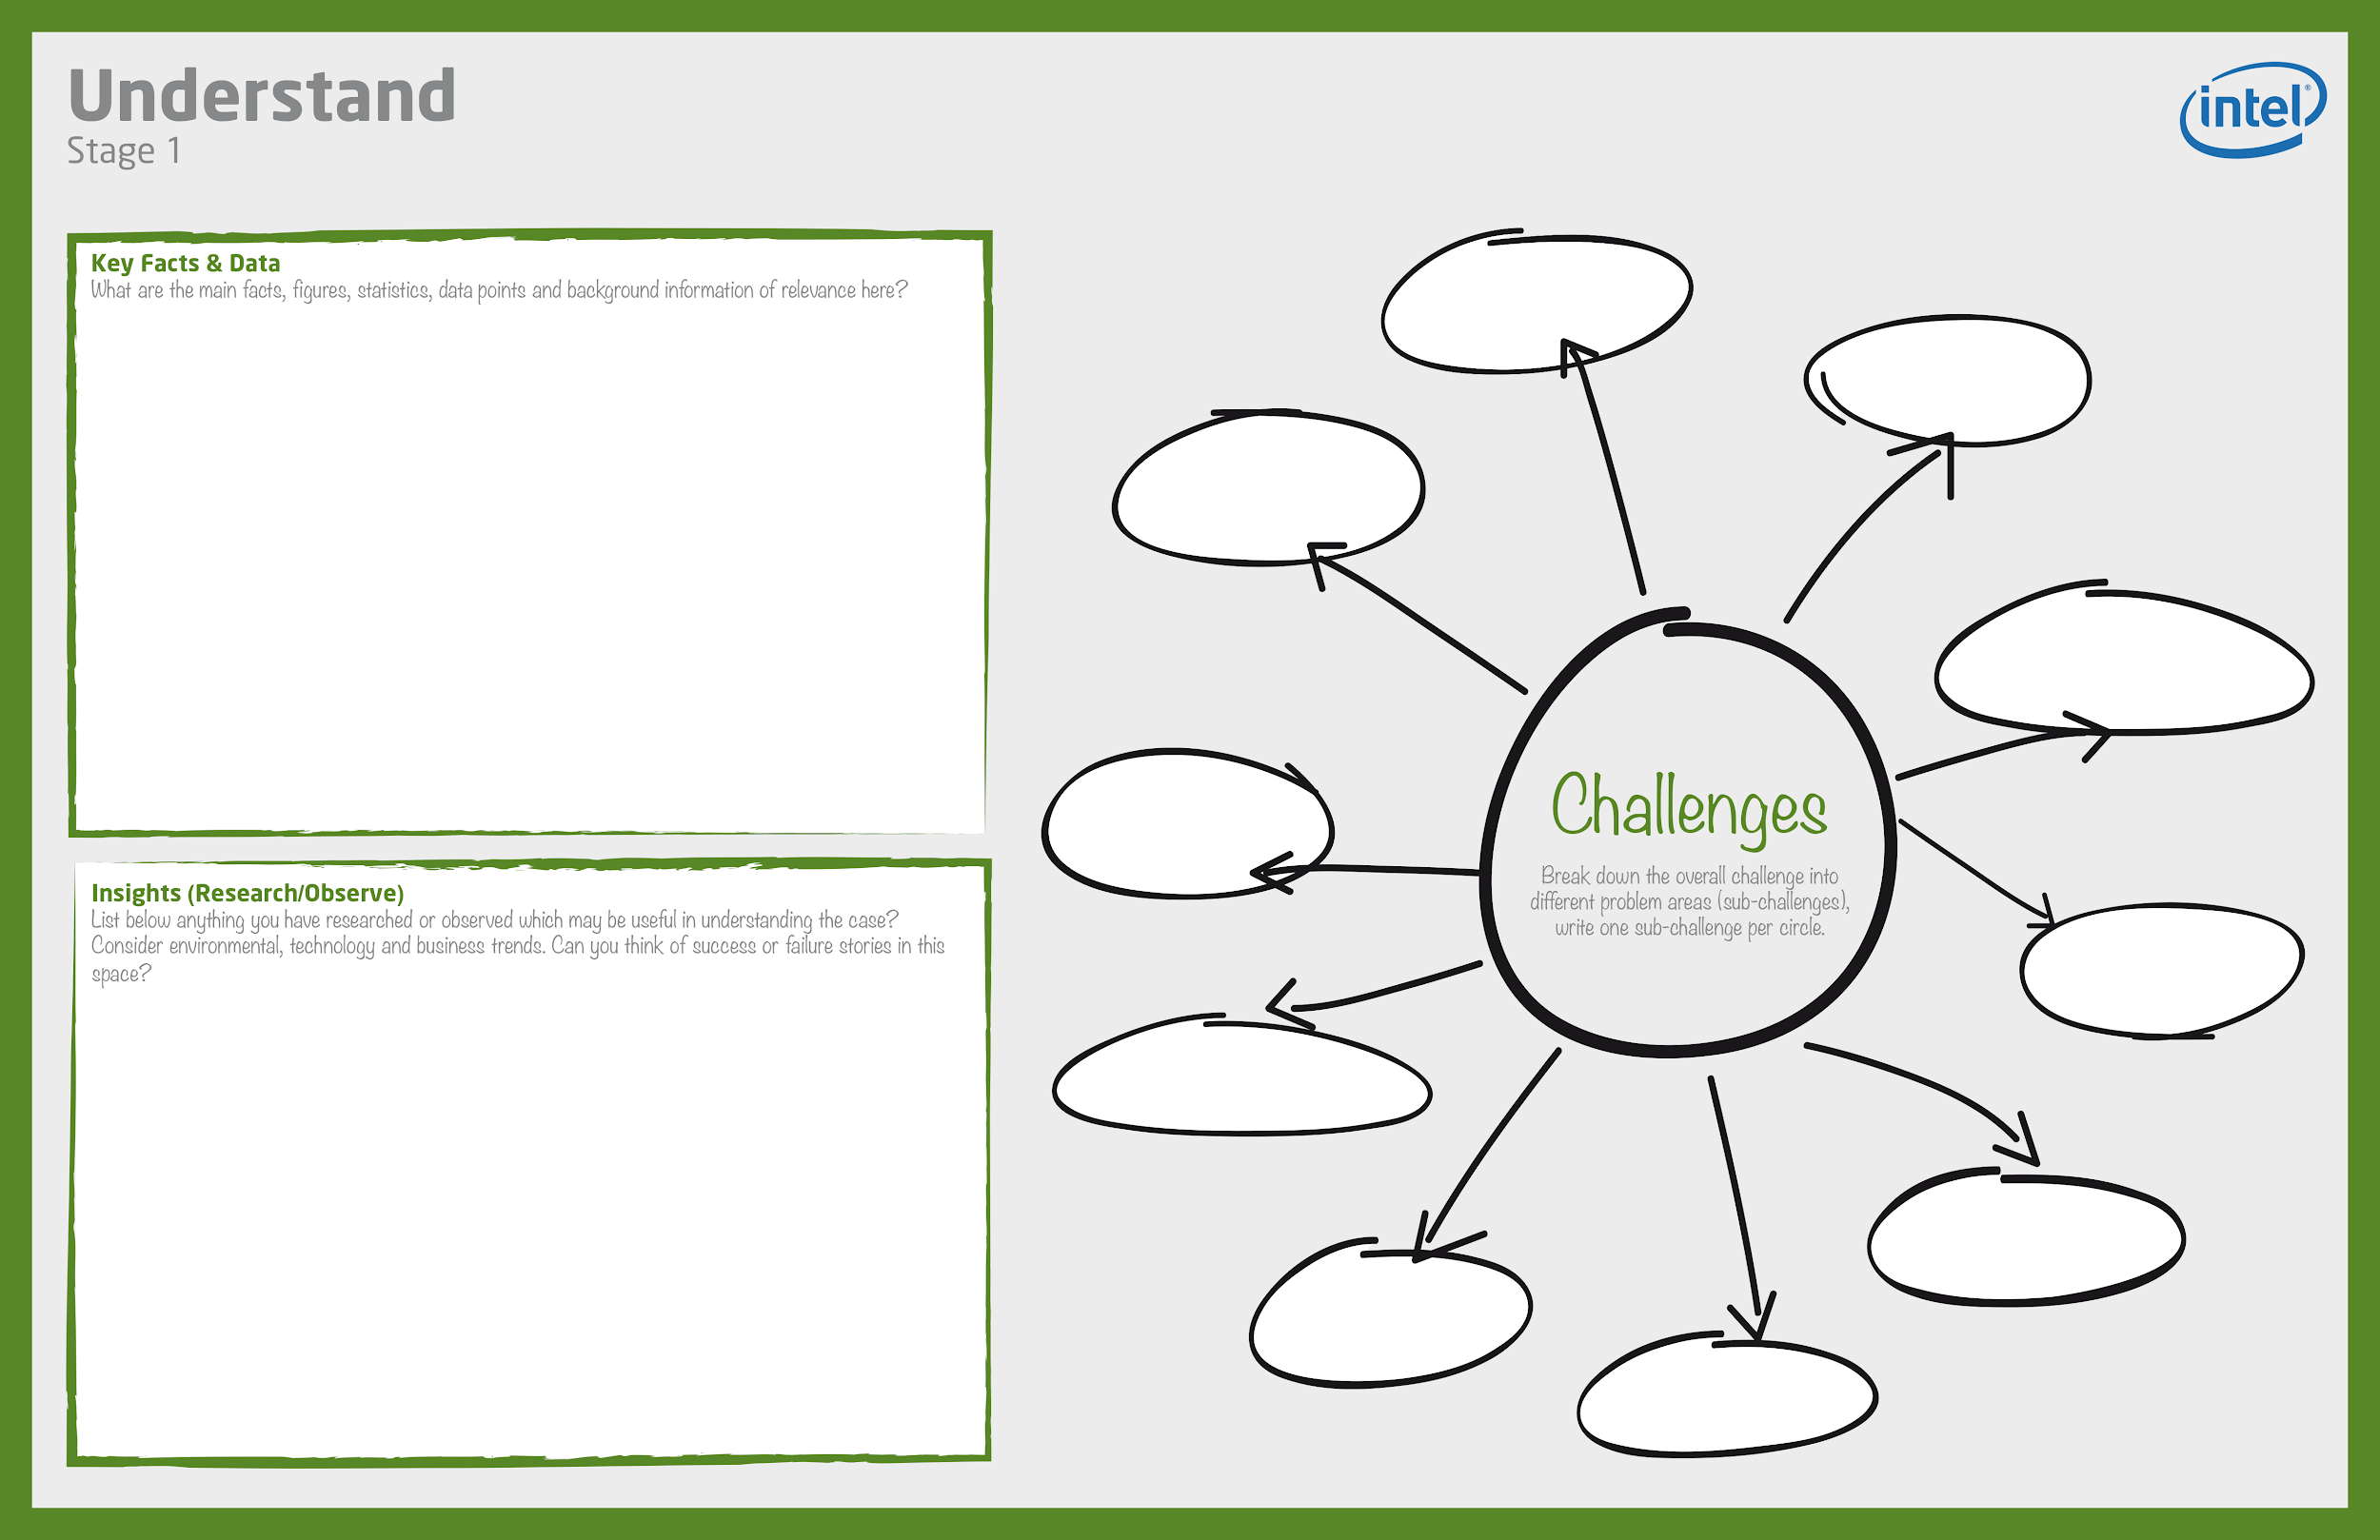 Understand
Stage 1
intel®
Key Facts & Data
What are the main facts, figures, statistics, data points and background information of relevance here?
Insights (Research/Observe)
List below anything you have researched or observed which may be useful in understanding the case?
Consider environmental, technology and business trends. Can you think of success or failure stories in this
space?
Challenges
Break down the overall challenge into
different problem areas (sub-challenges),
write one sub-challenge per circle.